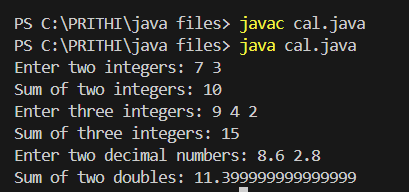 PS C:\PRITHI\java files> javac cal.java
PS C:\PRITHI\java files> java cal.java
Enter two integers: 7 3
Sum of two integers: 10
Enter three integers: 9 4 2
Sum of three integers: 15
Enter two decimal numbers: 8.6 2.8
Sum of two doubles: 11.399999999999999